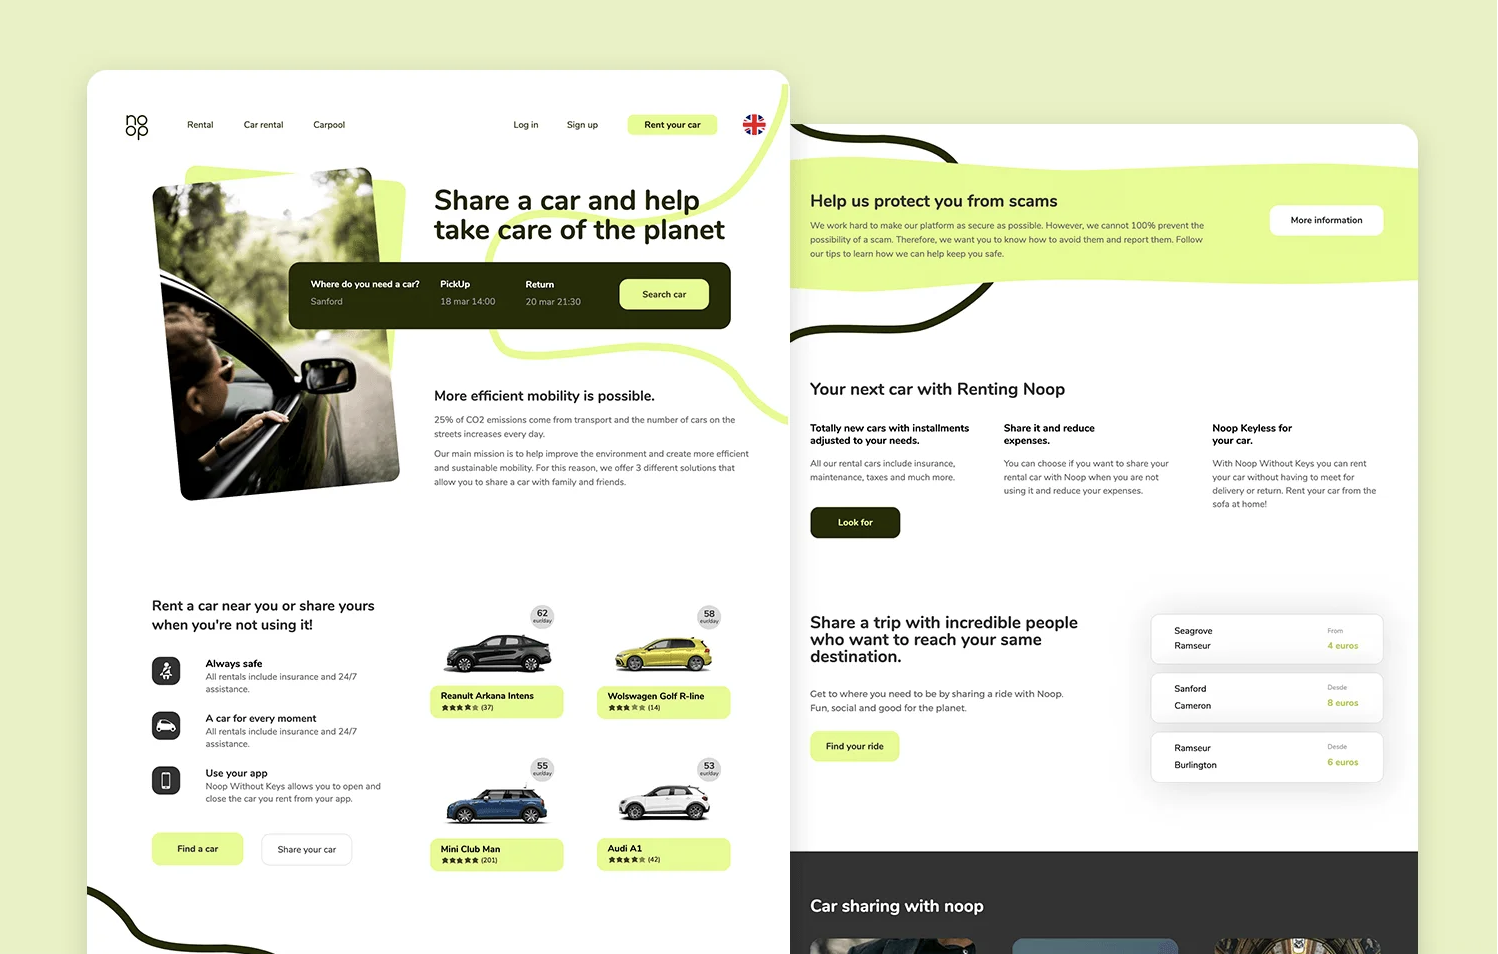 no
op
Rental
Car rental
Carpool
Log in
Sign up
Rent your car
Share a car and help
take care of the planet
Where do you need a car?
Sanford
PickUp
18 mar 14:00
Return
20 mar 21:30
Search car
More efficient mobility is possible.
25% of CO2 emissions come from transport and the number of cars on the
streets increases every day.
Our main mission is to help improve the environment and create more efficient
and sustainable mobility. For this reason, we offer 3 different solutions that
allow you to share a car with family and friends.
Rent a car near you or share yours
when you're not using it!
Always safe
All rentals include insurance and 24/7
assistance.
A car for every moment
All rentals include insurance and 24/7
assistance.
Use your app
Noop Without Keys allows you to open and
close the car you rent from your app.
Find a car
Share your car
62
eur/day
Reanult Arkana Intens
(37)
58
eur/day
Wolswagen Golf R-line
(14)
55
eur/day
Mini Club Man
(201)
53
eur/day
Audi A1
(42)
Help us protect you from scams
We work hard to make our platform as secure as possible. However, we cannot 100% prevent the
possibility of a scam. Therefore, we want you to know how to avoid them and report them. Follow
our tips to learn how we can help keep you safe.
More information
Your next car with Renting Noop
Totally new cars with installments
adjusted to your needs.
All our rental cars include insurance,
maintenance, taxes and much more.
Look for
Share it and reduce
expenses.
You can choose if you want to share your
rental car with Noop when you are not
using it and reduce your expenses.
Noop Keyless for
your car.
With Noop Without Keys you can rent
your car without having to meet for
delivery or return. Rent your car from the
sofa at home!
Share a trip with incredible people
who want to reach your same
destination.
Get to where you need to be by sharing a ride with Noop.
Fun, social and good for the planet.
Find your ride
Seagrove
Ramseur
From
4 euros
Sanford
Cameron
Desde
8 euros
Ramseur
Burlington
Desde
6 euros
Car sharing with noop